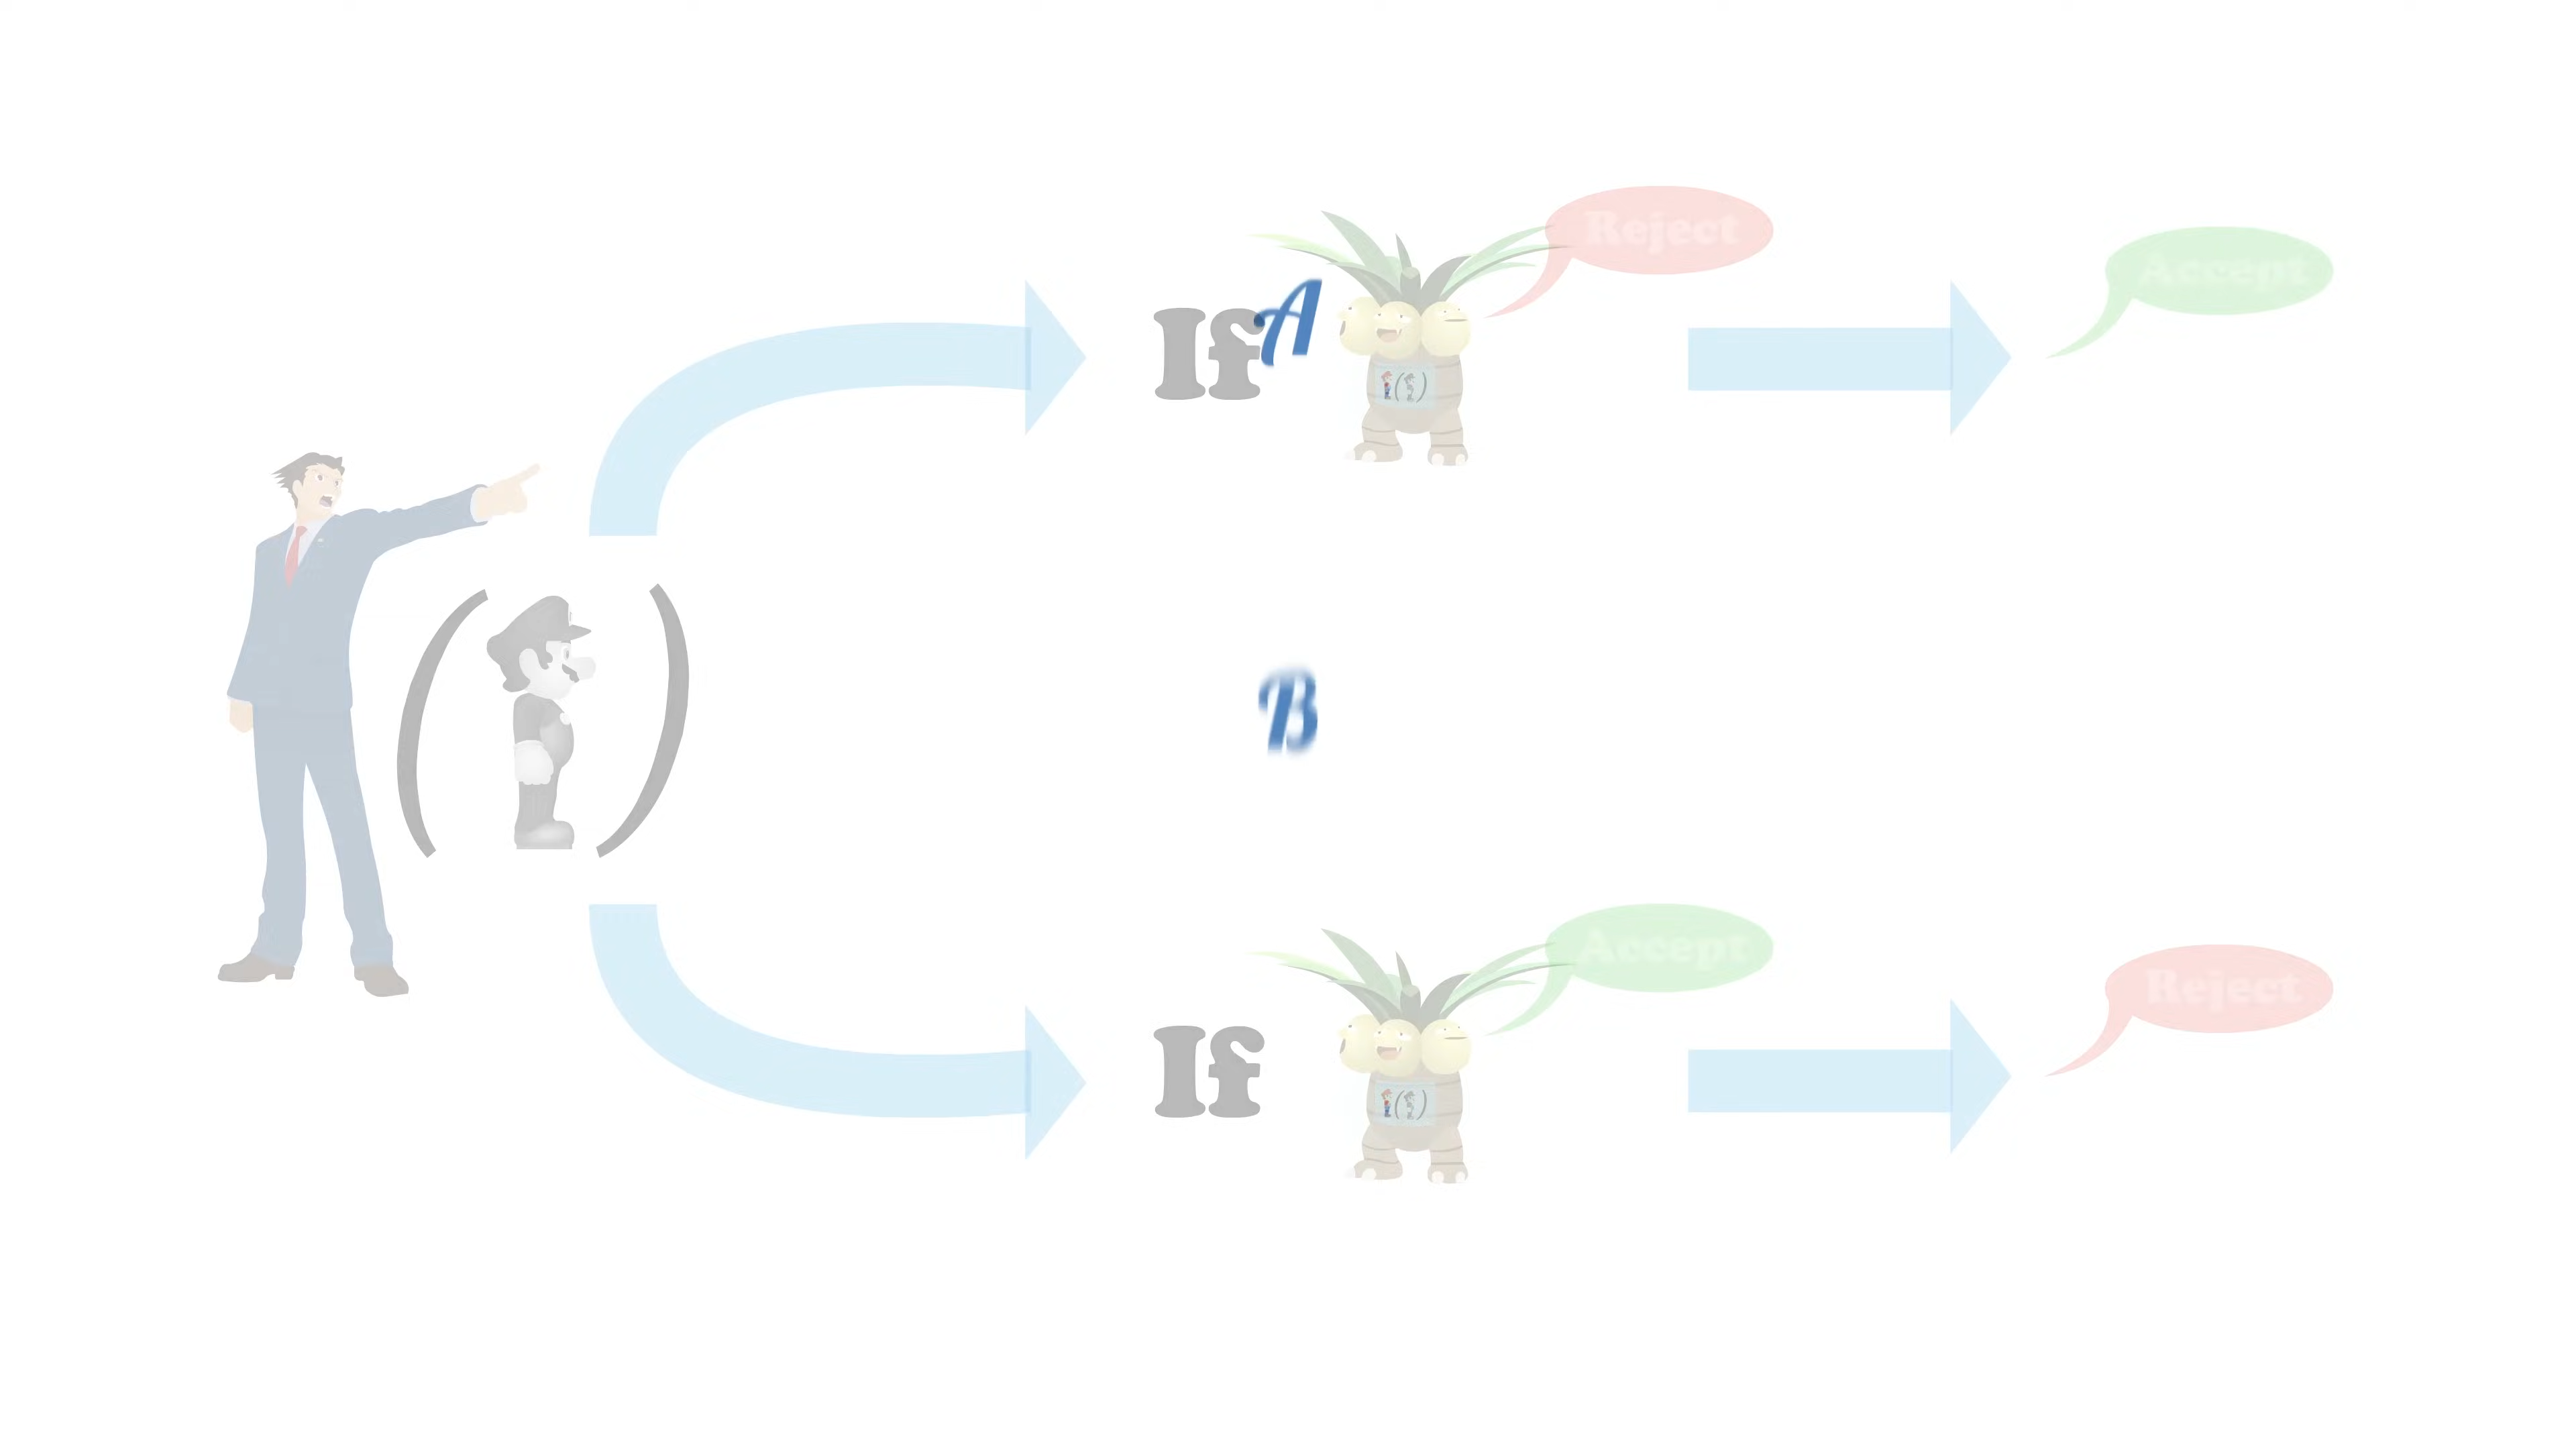 Reject
Accept
If A
( )
B
Accept
Reject
If